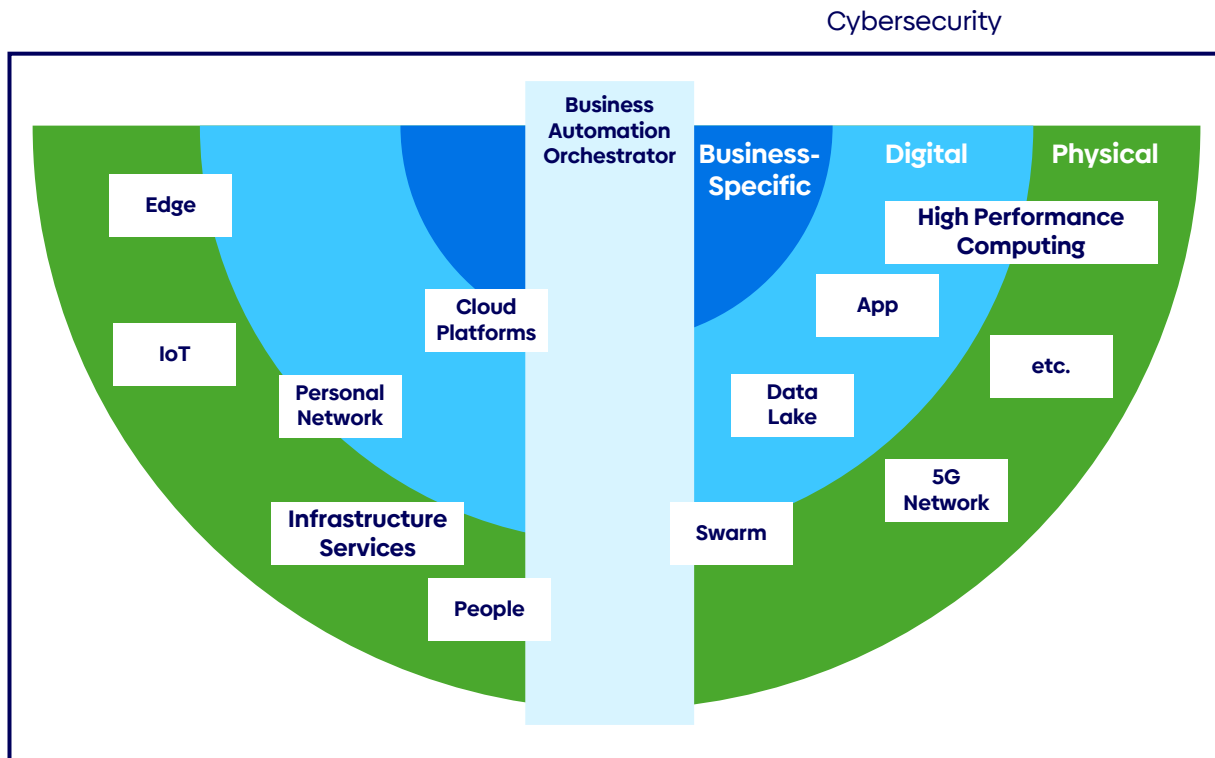 Cybersecurity
Business
Automation
Orchestrator
Business-
Specific
Digital
Physical
Edge
High Performance
Computing
Cloud
Platforms
App
IoT
etc.
Personal
Network
Data
Lake
5G
Network
Infrastructure
Services
Swarm
People